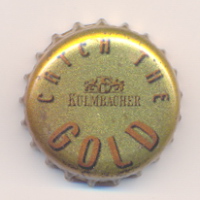 CATCH THE
KULMBACHER
GOLD